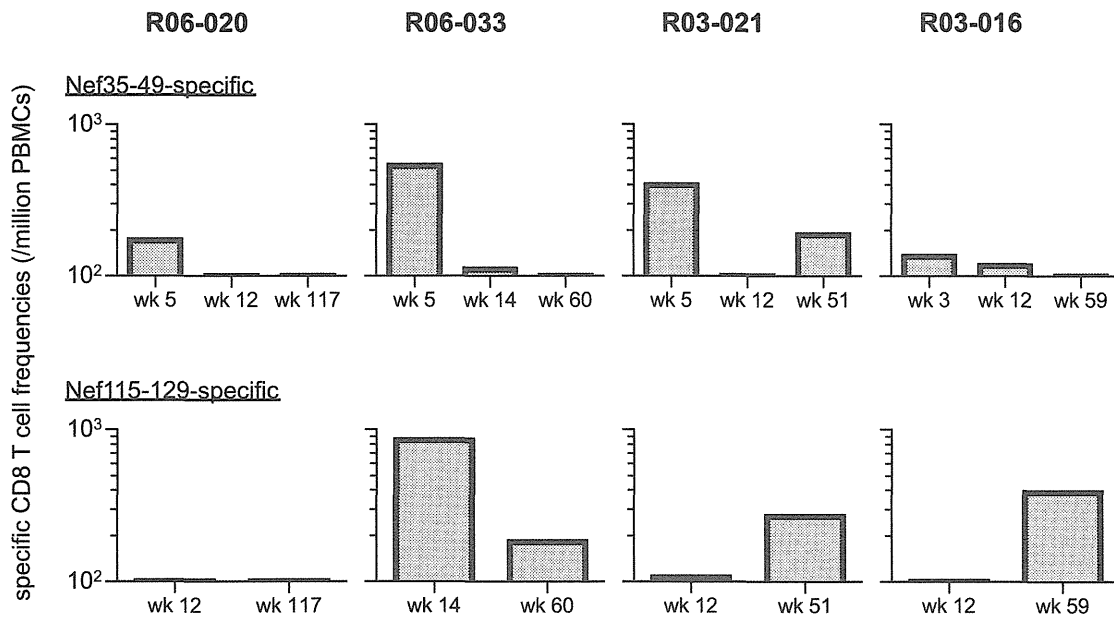 R06-020 R06-033 R03-021 R03-016
specific CD8 T cell frequencies (/million PBMCs)
Nef35-49-specific
10³
10²
wk 5 wk 12 wk 117 wk 5 wk 14 wk 60 wk 5 wk 12 wk 51 wk 3 wk 12 wk 59
Nef115-129-specific
10³
10²
wk 12 wk 117 wk 14 wk 60 wk 12 wk 51 wk 12 wk 59